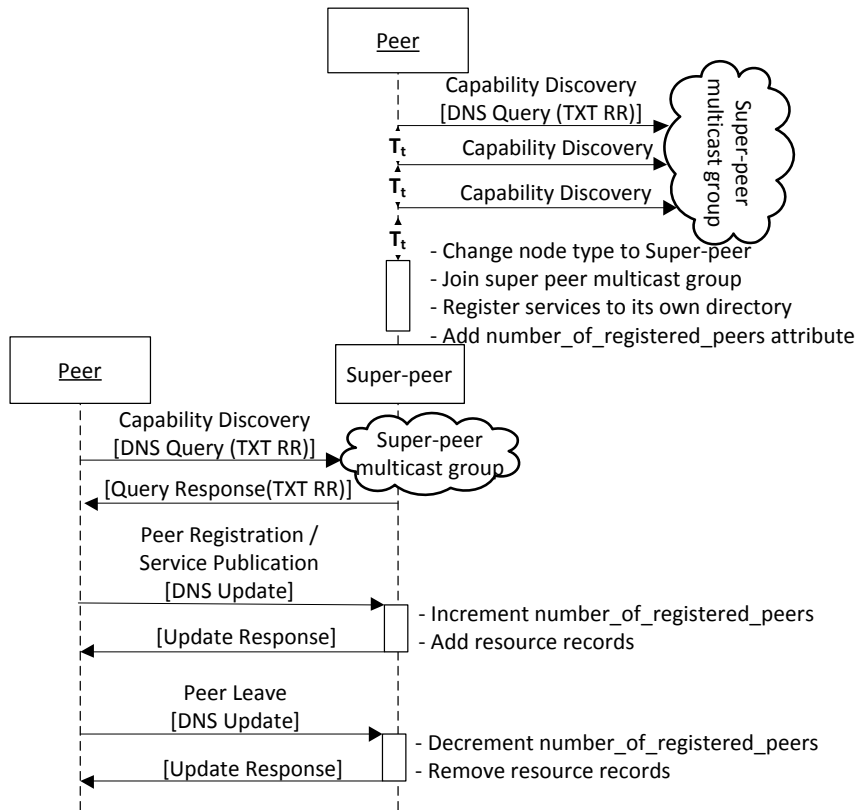 Peer
Capability Discovery
[DNS Query (TXT RR)]
Super-peer
multicast group
Tt
Capability Discovery
Tt
Capability Discovery
Tt
- Change node type to Super-peer
- Join super peer multicast group
- Register services to its own directory
- Add number_of_registered_peers attribute
Peer
Super-peer
Capability Discovery
[DNS Query (TXT RR)]
Super-peer
multicast group
[Query Response(TXT RR)]
Peer Registration /
Service Publication
[DNS Update]
- Increment number_of_registered_peers
[Update Response]
- Add resource records
Peer Leave
[DNS Update]
- Decrement number_of_registered_peers
[Update Response]
- Remove resource records